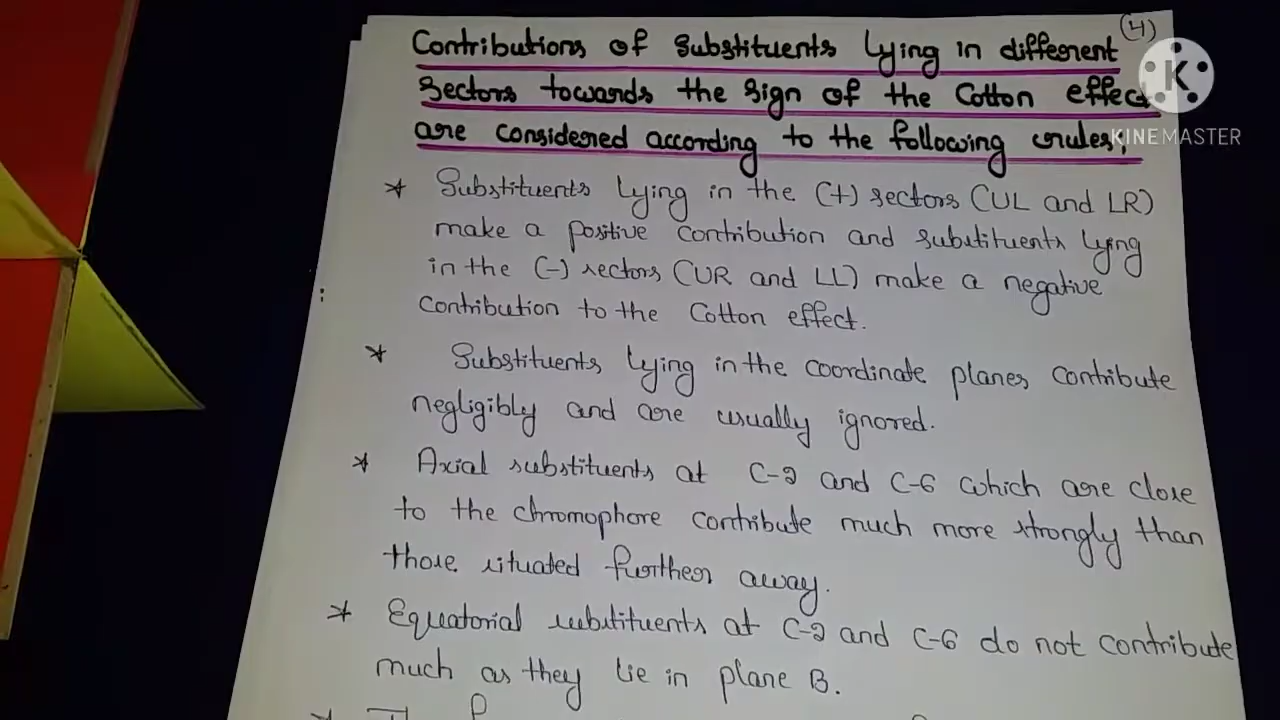 (4)
Contributions of Substituents lying in different
Sectors towards the Sign of the Cotton effect
are considered according to the following rules;
K
KINEMASTER
* Substituents lying in the (+) sectors (UL and LR)
make a positive contribution and substituents lying
in the (-) sectors (UR and LL) make a negative
Contribution to the Cotton effect.
* Substituents lying in the coordinate planes contribute
negligibly and are usually ignored.
* Axial substituents at C-2 and C-6 which are close
to the chromophore contribute much more strongly than
those situated further away.
* Equatorial substituents at C-2 and C-6 do not contribute
much as they lie in plane B.
*